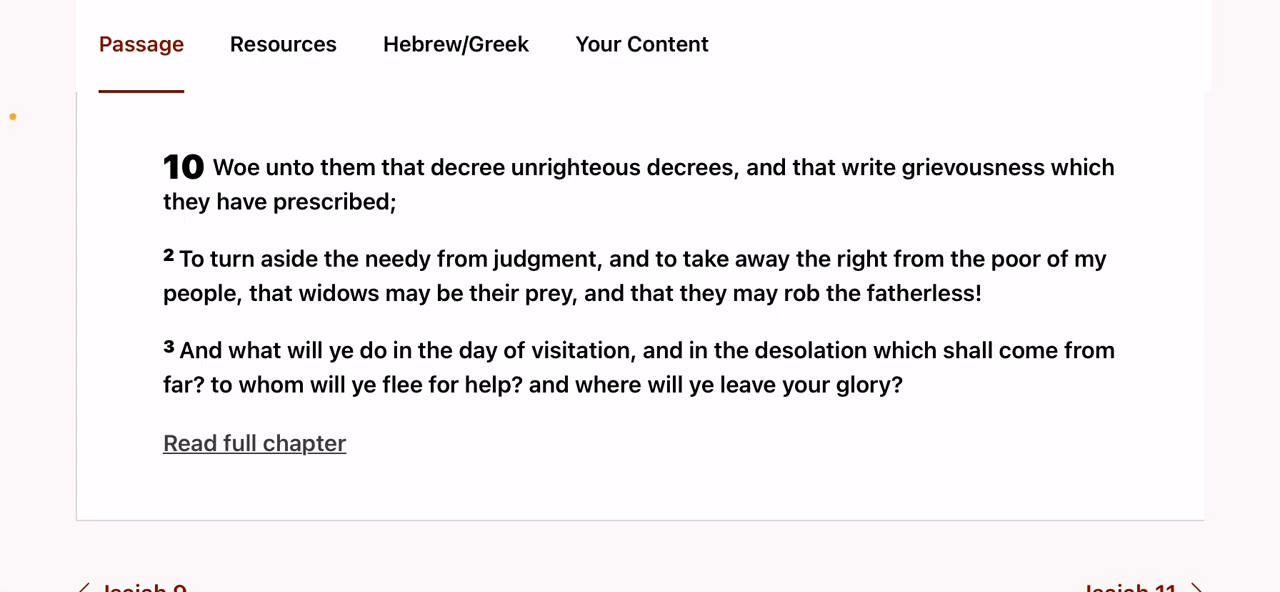 Passage Resources Hebrew/Greek Your Content
10 Woe unto them that decree unrighteous decrees, and that write grievousness which
they have prescribed;
2 To turn aside the needy from judgment, and to take away the right from the poor of my
people, that widows may be their prey, and that they may rob the fatherless!
3 And what will ye do in the day of visitation, and in the desolation which shall come from
far? to whom will ye flee for help? and where will ye leave your glory?
Read full chapter
Isaiah 9 Isaiah 11